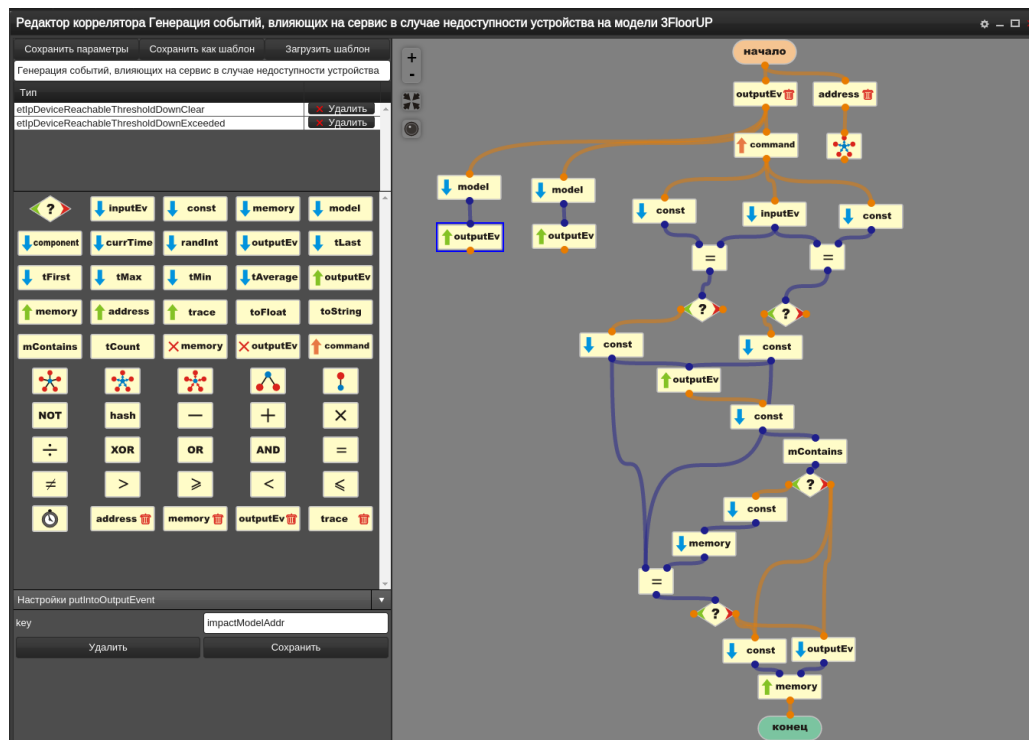 Редактор коррелятора Генерация событий, влияющих на сервис в случае недоступности устройства на модели 3FloorUP
Сохранить параметры Сохранить как шаблон Загрузить шаблон
Генерация событий, влияющих на сервис в случае недоступности устройства
Тип
etIpDeviceReachableThresholdDownClear Удалить
etIpDeviceReachableThresholdDownExceeded Удалить
? inputEv const memory model
component currTime randInt outputEv tLast
tFirst tMax tMin tAverage outputEv
memory address trace toFloat toString
mContains tCount memory outputEv command
NOT hash − + ×
÷ XOR OR AND =
≠ > ⩾ < ⩽
address memory outputEv trace
Настройки putIntoOutputEvent
key impactModelAddr
Удалить Сохранить
+
-
начало
outputEv address
command
model model
const inputEv const
outputEv outputEv
= =
? ?
const const
outputEv
const
mContains
?
const
memory
=
?
const outputEv
memory
конец